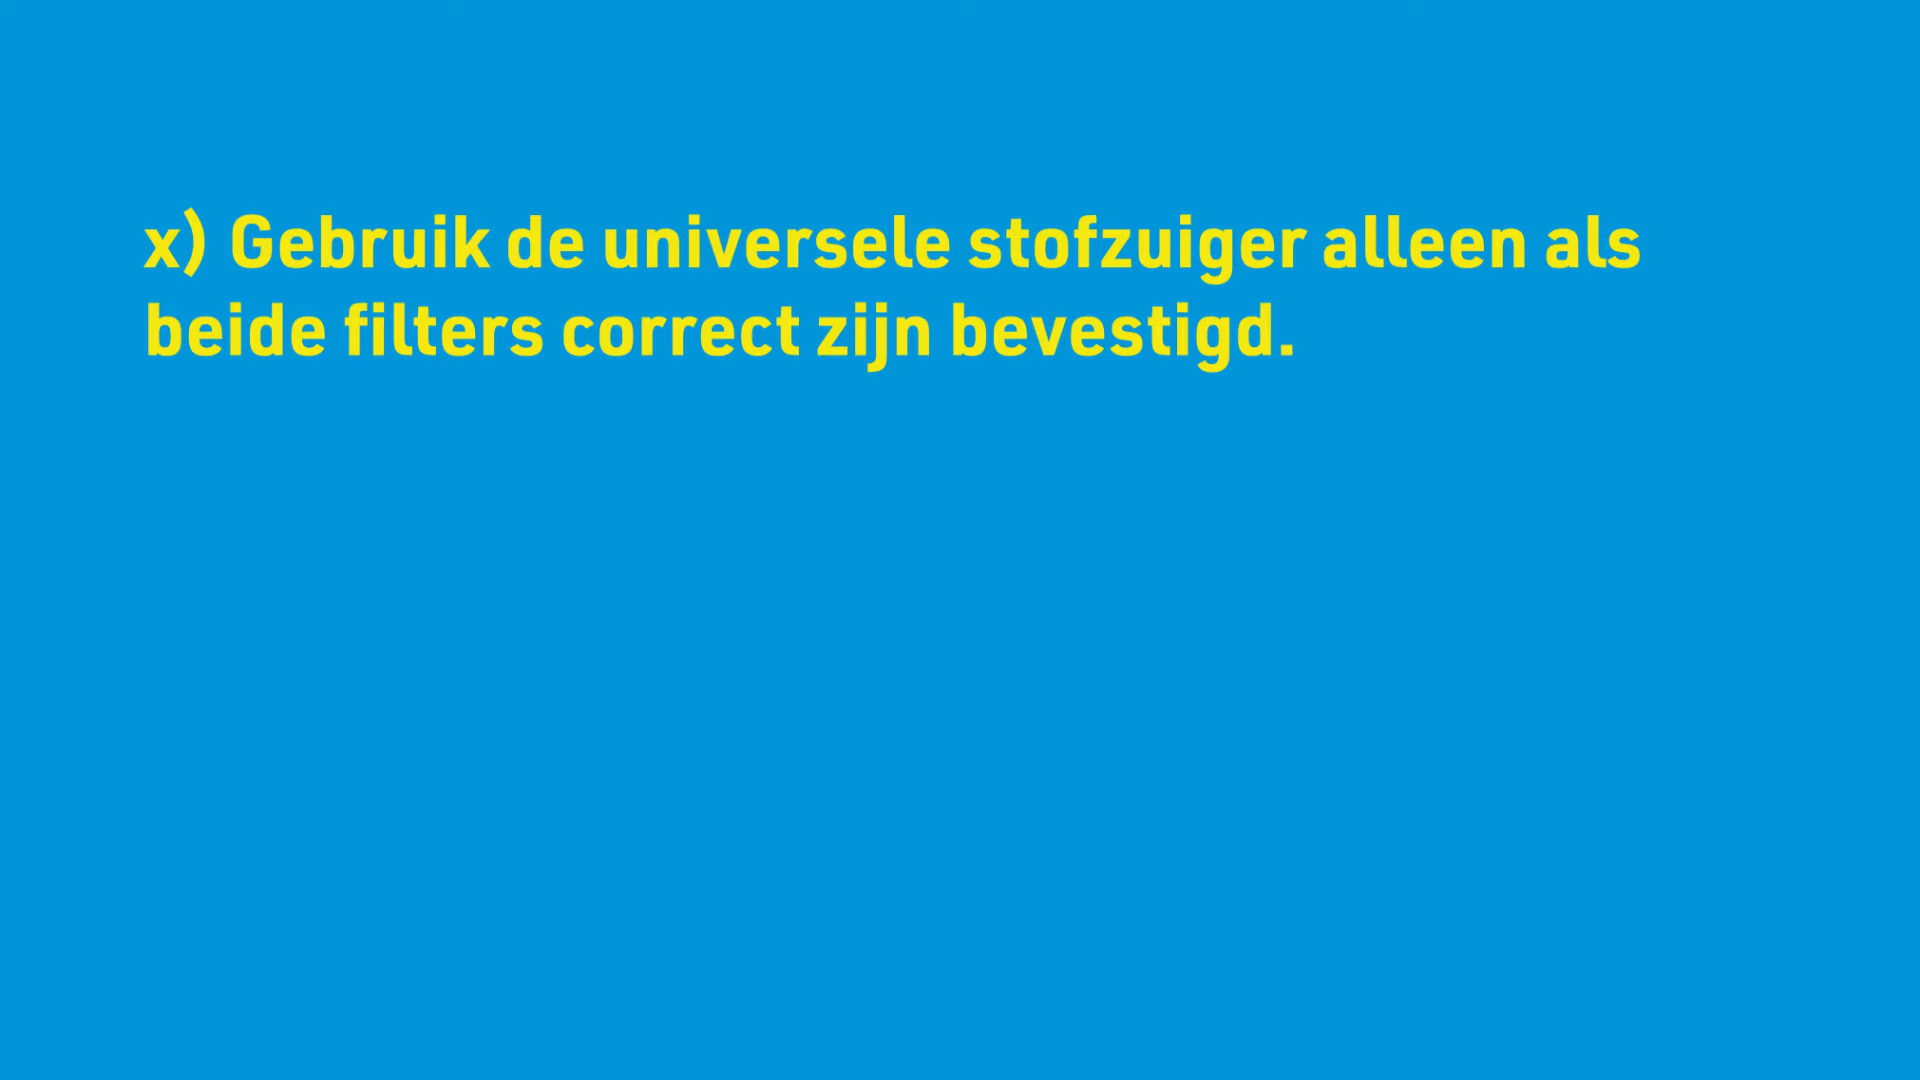 x) Gebruik de universele stofzuiger alleen als
beide filters correct zijn bevestigd.